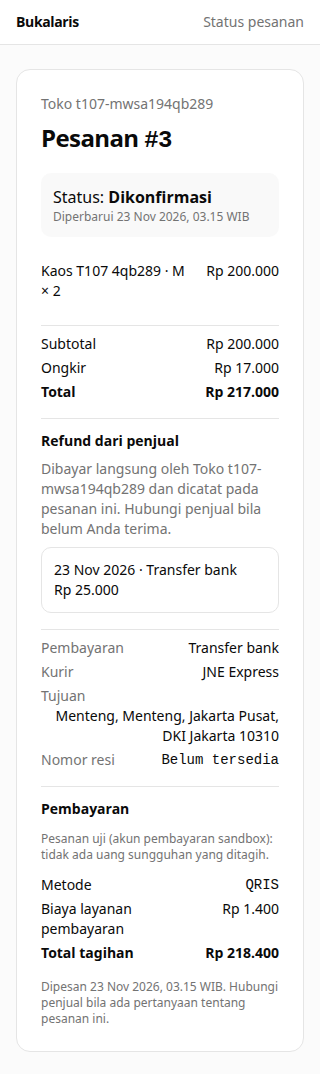 Bukalaris Status pesanan
Toko t107-mwsa194qb289
Pesanan #3
Status: Dikonfirmasi
Diperbarui 23 Nov 2026, 03.15 WIB
Kaos T107 4qb289 · M Rp 200.000
× 2
Subtotal Rp 200.000
Ongkir Rp 17.000
Total Rp 217.000
Refund dari penjual
Dibayar langsung oleh Toko t107-
mwsa194qb289 dan dicatat pada
pesanan ini. Hubungi penjual bila
belum Anda terima.
23 Nov 2026 · Transfer bank
Rp 25.000
Pembayaran Transfer bank
Kurir JNE Express
Tujuan
Menteng, Menteng, Jakarta Pusat,
DKI Jakarta 10310
Nomor resi Belum tersedia
Pembayaran
Pesanan uji (akun pembayaran sandbox):
tidak ada uang sungguhan yang ditagih.
Metode QRIS
Biaya layanan Rp 1.400
pembayaran
Total tagihan Rp 218.400
Dipesan 23 Nov 2026, 03.15 WIB. Hubungi
penjual bila ada pertanyaan tentang
pesanan ini.